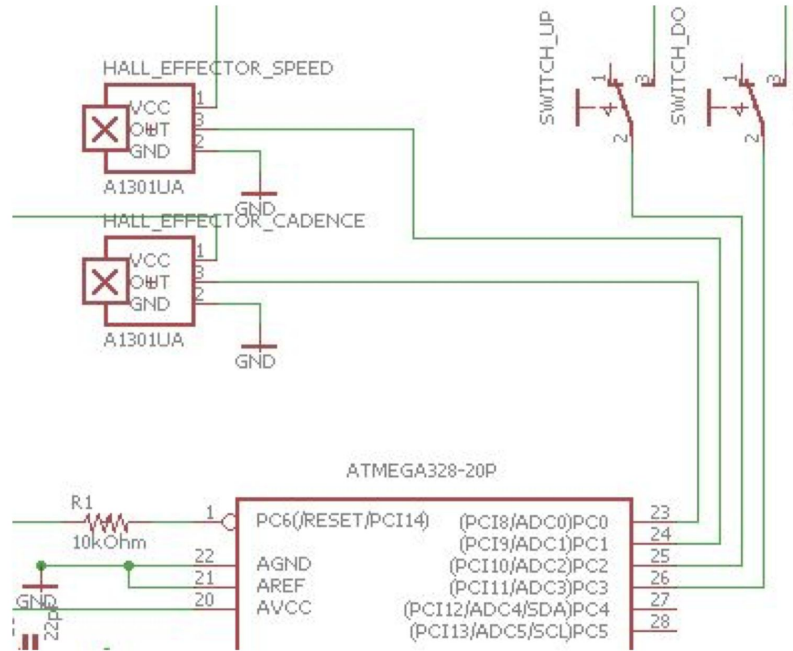 SWITCH_UP
1
3
4
2
SWITCH_DO
1
3
4
2
HALL_EFFECTOR_SPEED
VCC 1
OUT 3
GND 2
A1301UA
GND
HALL_EFFECTOR_CADENCE
VCC 1
OUT 3
GND 2
A1301UA
GND
ATMEGA328-20P
R1
10kOhm
1 PC6(/RESET/PCI14)
22 AGND
21 AREF
20 AVCC
GND
22p
(PCI8/ADC0)PC0 23
(PCI9/ADC1)PC1 24
(PCI10/ADC2)PC2 25
(PCI11/ADC3)PC3 26
(PCI12/ADC4/SDA)PC4 27
(PCI13/ADC5/SCL)PC5 28